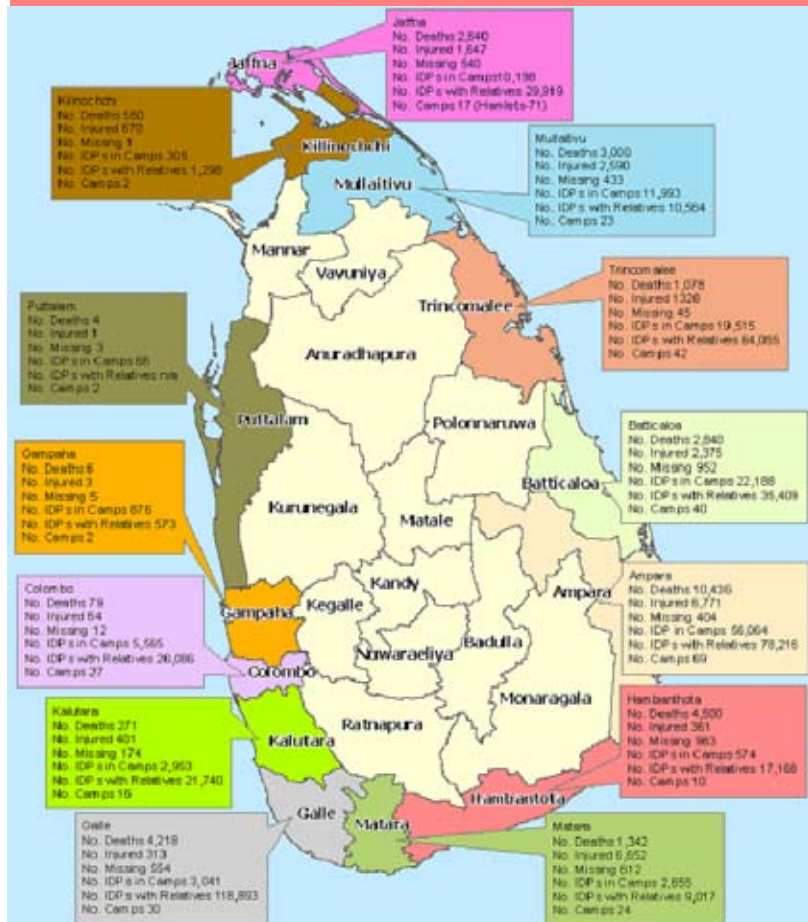 Jaffna
No. Deaths 2,640
No. Injured 1,647
No. Missing 540
No. IDPs in Camps 10,198
No. IDPs with Relatives 29,989
No. Camps 17 (Hamlets-71)
Jaffna
Kilinochchi
No. Deaths 560
No. Injured 670
No. Missing 1
No. IDPs in Camps 305
No. IDPs with Relatives 1,298
No. Camps 2
Killinochchi
Mullaitivu
No. Deaths 3,000
No. Injured 2,590
No. Missing 433
No. IDPs in Camps 11,993
No. IDPs with Relatives 10,564
No. Camps 23
Mullaitivu
Mannar
Vavuniya
Trincomalee
No. Deaths 1,078
No. Injured 1328
No. Missing 45
No. IDPs in Camps 19,515
No. IDPs with Relatives
No. Camps 42
Trincomalee
Puttalam
No. Deaths 4
No. Injured 1
No. Missing 3
No. IDPs in Camps 66
No. IDPs with Relatives n/a
No. Camps 2
Anuradhapura
Puttalam
Polonnaruwa
Batticaloa
No. Deaths 2,840
No. Injured 2,375
No. Missing 952
No. IDPs in Camps 22,188
No. IDPs with Relatives 35,409
No. Camps 40
Gampaha
No. Deaths 6
No. Injured 3
No. Missing 5
No. IDPs in Camps 876
No. IDPs with Relatives 573
No. Camps 2
Batticaloa
Kurunegala
Matale
Colombo
No. Deaths 79
No. Injured 64
No. Missing 12
No. IDPs in Camps 5,565
No. IDPs with Relatives 26,086
No. Camps 27
Gampaha
Kegalle
Kandy
Ampara
Ampara
No. Deaths 10,436
No. Injured 6,771
No. Missing 404
No. IDP in Camps 56,064
No. IDPs with Relatives 78,216
No. Camps 69
Nuwaraeliya
Badulla
Colombo
Monaragala
Kalutara
No. Deaths 271
No. Injured 401
No. Missing 174
No. IDPs in Camps 2,953
No. IDPs with Relatives 21,740
No. Camps 16
Kalutara
Ratnapura
Hambanthota
No. Deaths 4,500
No. Injured 361
No. Missing 963
No. IDPs in Camps 574
No. IDPs with Relatives 17,168
No. Camps 10
Hambantota
Galle
Matara
Galle
No. Deaths 4,218
No. Injured 313
No. Missing 554
No. IDPs in Camps 3,041
No. IDPs with Relatives 118,893
No. Camps 30
Matara
No. Deaths 1,342
No. Injured 6,652
No. Missing 612
No. IDPs in Camps
No. IDPs with Relatives 9,017
No. Camps 24